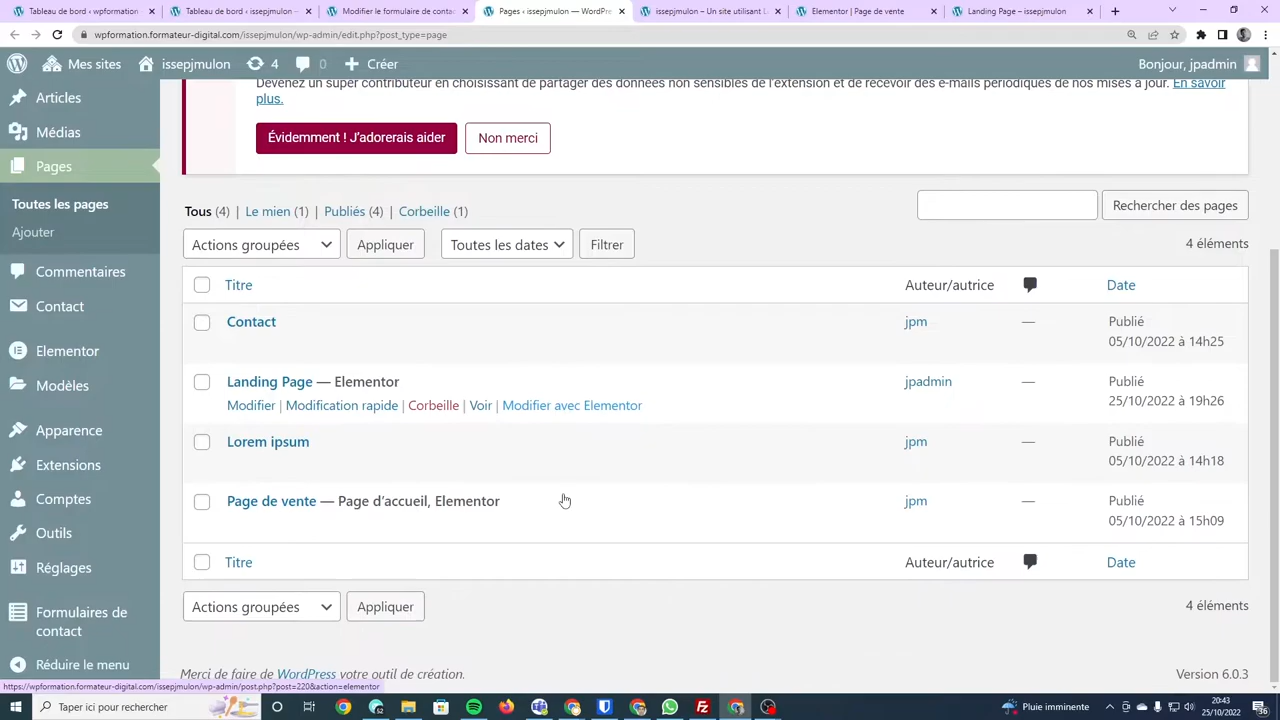 Tableau de bord ‹ issepjmulon
Tableau de bord ‹ issepjmulon —
Modifier le formulaire de contac
Pages ‹ issepjmulon — WordPre
issepjmulon – Un site utilisant L
Elementor | Page de vente
Landing Page – issepjmulon
wpformation.formateur-digital.com/issepjmulon/wp-admin/edit.php?post_type=page
Mes sites issepjmulon 4 0 Créer Bonjour, jpadmin
Articles
Médias
Pages
Toutes les pages
Ajouter
Commentaires
Contact
Elementor
Modèles
Apparence
Extensions
Comptes
Outils
Réglages
Formulaires de
contact
Réduire le menu
Devenez un super contributeur en choissisant de partager des données non sensibles de l'extension et de recevoir des e-mails périodiques de nos mises à jour. En savoir
plus.
Évidemment ! J'adorerais aider Non merci
Tous (4) | Le mien (1) | Publiés (4) | Corbeille (1)
Rechercher des pages
Actions groupées Appliquer Toutes les dates Filtrer 4 éléments
Titre Auteur/autrice Date
Contact jpm — Publié
05/10/2022 à 14h25
Landing Page — Elementor jpadmin — Publié
Modifier | Modification rapide | Corbeille | Voir | Modifier avec Elementor 25/10/2022 à 19h26
Lorem ipsum jpm — Publié
05/10/2022 à 14h18
Page de vente — Page d'accueil, Elementor jpm — Publié
05/10/2022 à 15h09
Titre Auteur/autrice Date
Actions groupées Appliquer 4 éléments
Merci de faire de WordPress votre outil de création. Version 6.0.3
https://wpformation.formateur-digital.com/issepjmulon/wp-admin/post.php?post=220&action=elementor
Taper ici pour rechercher
Pluie imminente
20:43
25/10/2022